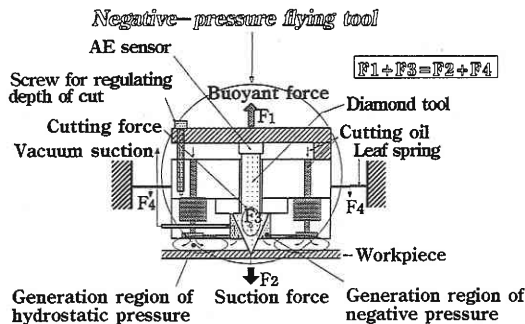 Negative-pressure flying tool
AE sensor
Screw for regulating
depth of cut
F1+F3=F2+F4
Buoyant force
F1
Diamond tool
Cutting force
Cutting oil
Vacuum suction
Leaf spring
F4
F3
F4
Workpiece
F2
Generation region of
hydrostatic pressure
Suction force
Generation region of
negative pressure